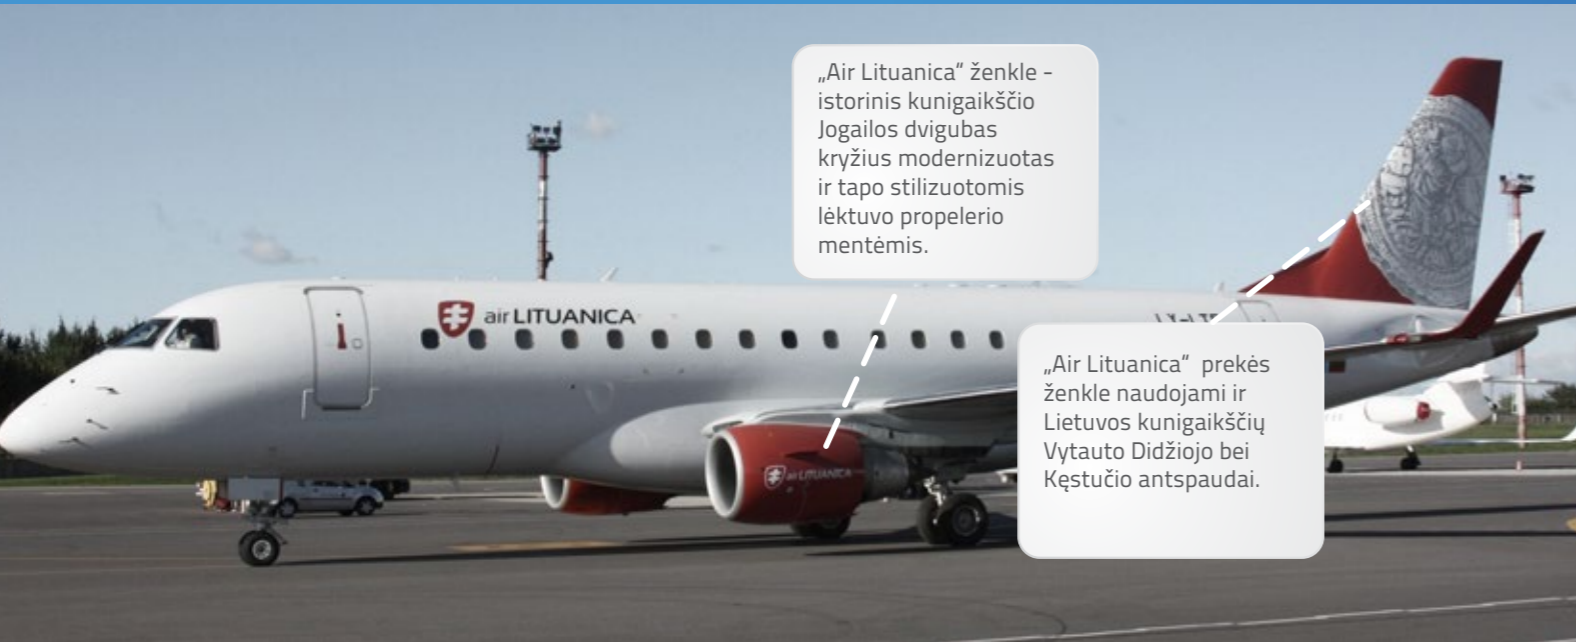 „Air Lituanica“ ženkle -
istorinis kunigaikščio
Jogailos dvigubas
kryžius modernizuotas
ir tapo stilizuotomis
lėktuvo propelerio
mentėmis.
air LITUANICA
„Air Lituanica“ prekės
ženkle naudojami ir
Lietuvos kunigaikščių
Vytauto Didžiojo bei
Kęstučio antspaudai.
air LITUANICA